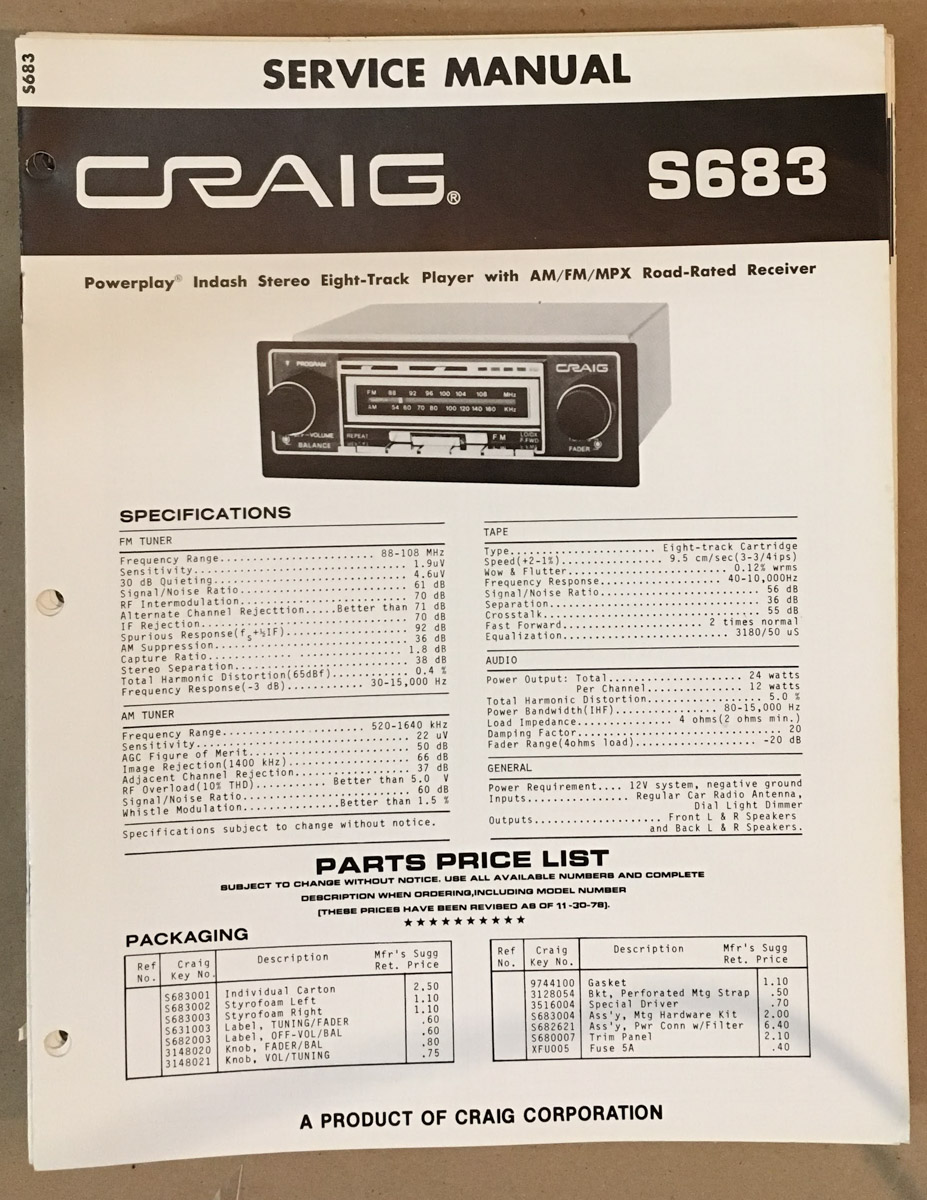 S683
SERVICE MANUAL
CRAIG®
S683
Powerplay® Indash Stereo Eight-Track Player with AM/FM/MPX Road-Rated Receiver
PROGRAM
CRAIG
FM 88 92 96 100 104 108 MHz
AM 54 60 70 80 100 120 140 160 KHz
VOLUME
BALANCE
REPEAT
FM
LO/DX
F.FWD
FADER
SPECIFICATIONS
FM TUNER
Frequency Range........................ 88-108 MHz
Sensitivity.................................. 1.9uV
30 dB Quieting............................... 4.6uV
Signal/Noise Ratio........................... 61 dB
RF Intermodulation........................... 70 dB
Alternate Channel Rejecttion.....Better than 71 dB
IF Rejection................................. 70 dB
Spurious Response(fs+½IF).................... 92 dB
AM Suppression............................... 36 dB
Capture Ratio............................... 1.8 dB
Stereo Separation............................ 38 dB
Total Harmonic Distortion(65dBf)............. 0.4 %
Frequency Response(-3 dB)........... 30-15,000 Hz
AM TUNER
Frequency Range...................... 520-1640 kHz
Sensitivity.................................. 22 uV
AGC Figure of Merit.......................... 50 dB
Image Rejection(1400 kHz).................... 66 dB
Adjacent Channel Rejection................... 37 dB
RF Overload(10% THD)............ Better than 5.0 V
Signal/Noise Ratio........................... 60 dB
Whistle Modulation...............Better than 1.5 %
Specifications subject to change without notice.
TAPE
Type...................... Eight-track Cartridge
Speed(+2-1%)................ 9.5 cm/sec(3-3/4ips)
Wow & Flutter.......................... 0.12% wrms
Frequency Response.................. 40-10,000Hz
Signal/Noise Ratio......................... 56 dB
Separation................................. 36 dB
Crosstalk.................................. 55 dB
Fast Forward...................... 2 times normal
Equalization.......................... 3180/50 uS
AUDIO
Power Output: Total..................... 24 watts
Per Channel.............. 12 watts
Total Harmonic Distortion................. 5.0 %
Power Bandwidth(IHF)................ 80-15,000 Hz
Load Impedance.............. 4 ohms(2 ohms min.)
Damping Factor............................... 20
Fader Range(4ohms load).................. -20 dB
GENERAL
Power Requirement.... 12V system, negative ground
Inputs............... Regular Car Radio Antenna,
Dial Light Dimmer
Outputs................... Front L & R Speakers
and Back L & R Speakers.
PARTS PRICE LIST
SUBJECT TO CHANGE WITHOUT NOTICE. USE ALL AVAILABLE NUMBERS AND COMPLETE
DESCRIPTION WHEN ORDERING,INCLUDING MODEL NUMBER
(THESE PRICES HAVE BEEN REVISED AS OF 11-30-78).
★★★★★★★★★★
PACKAGING
Ref No. Craig Key No. Description Mfr's Sugg Ret. Price
S683001 Individual Carton 2.50
S683002 Styrofoam Left 1.10
S683003 Styrofoam Right 1.10
S631003 Label, TUNING/FADER .60
S682003 Label, OFF-VOL/BAL .60
3148020 Knob, FADER/BAL .80
3148021 Knob, VOL/TUNING .75
Ref No. Craig Key No. Description Mfr's Sugg Ret. Price
9744100 Gasket 1.10
3128054 Bkt, Perforated Mtg Strap .50
3516004 Special Driver .70
S683004 Ass'y, Mtg Hardware Kit 2.00
S682621 Ass'y, Pwr Conn w/Filter 6.40
S680007 Trim Panel 2.10
XFU005 Fuse 5A .40
A PRODUCT OF CRAIG CORPORATION